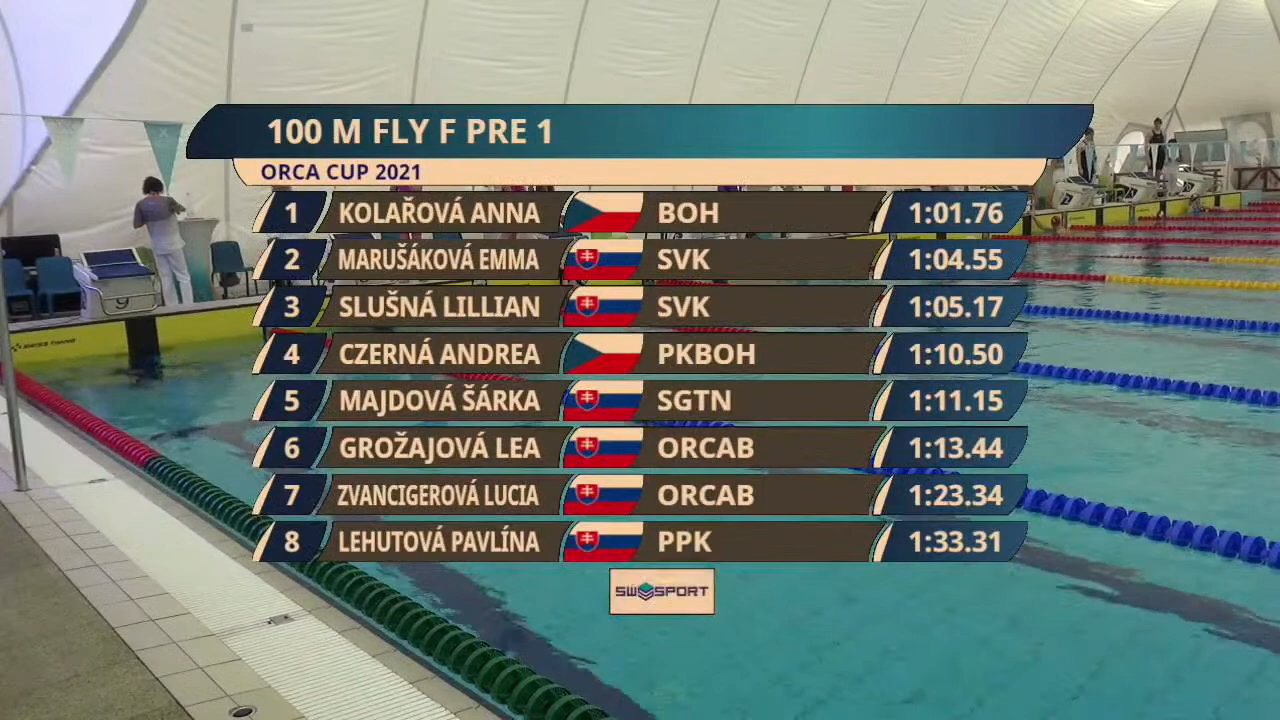 100 M FLY F PRE 1
ORCA CUP 2021
1 KOLAŘOVÁ ANNA BOH 1:01.76
2 MARUŠÁKOVÁ EMMA SVK 1:04.55
3 SLUŠNÁ LILLIAN SVK 1:05.17
4 CZERNÁ ANDREA PKBOH 1:10.50
5 MAJDOVÁ ŠÁRKA SGTN 1:11.15
6 GROŽAJOVÁ LEA ORCAB 1:13.44
7 ZVANCIGEROVÁ LUCIA ORCAB 1:23.34
8 LEHUTOVÁ PAVLÍNA PPK 1:33.31
SWSPORT
9
SWISS TIMING